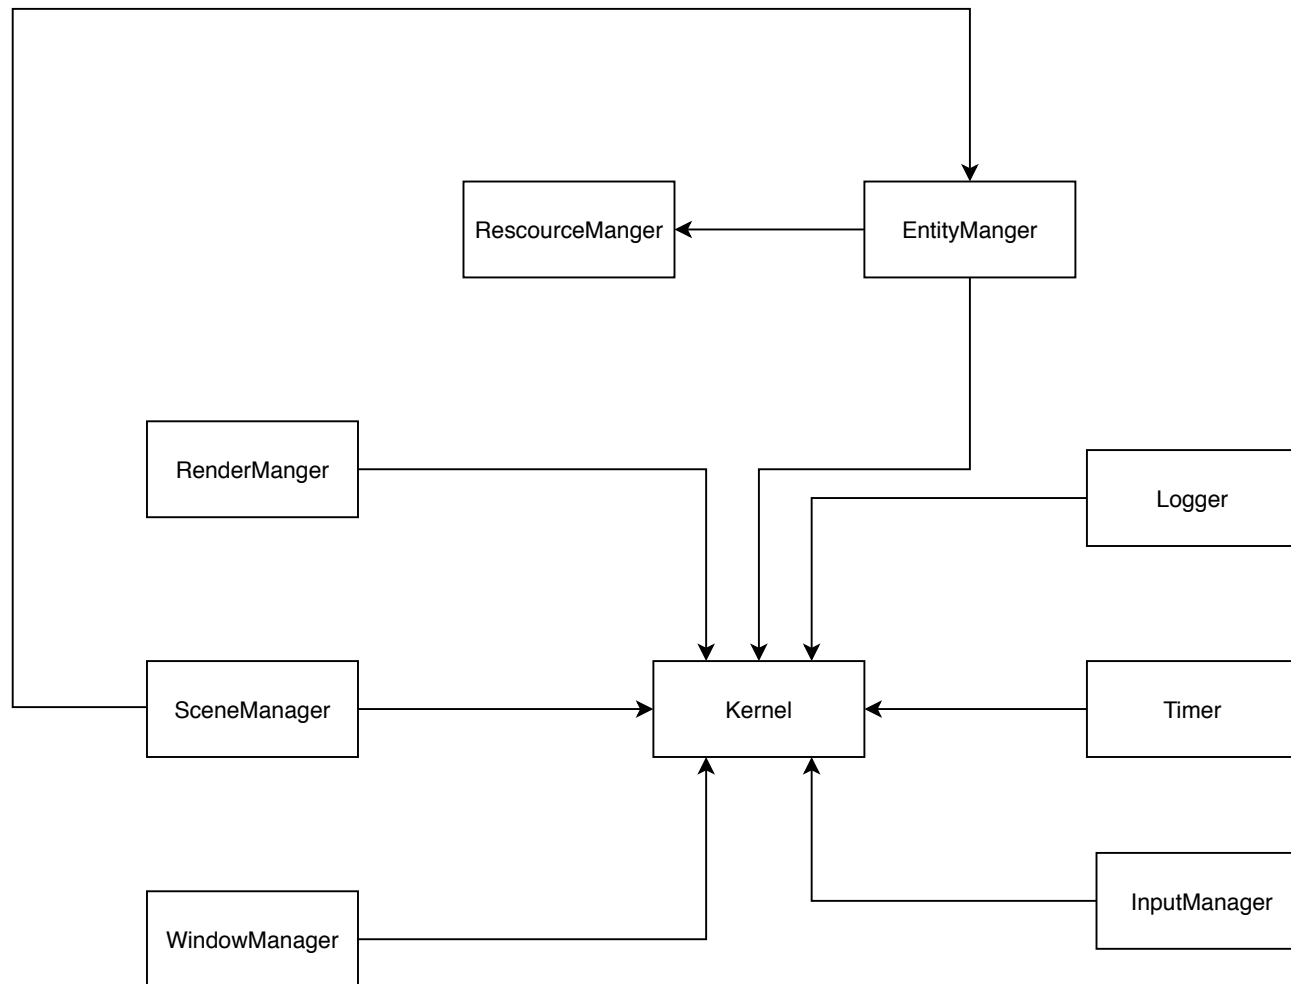 RescourceManger
EntityManger
RenderManger
Logger
SceneManager
Kernel
Timer
InputManager
WindowManager